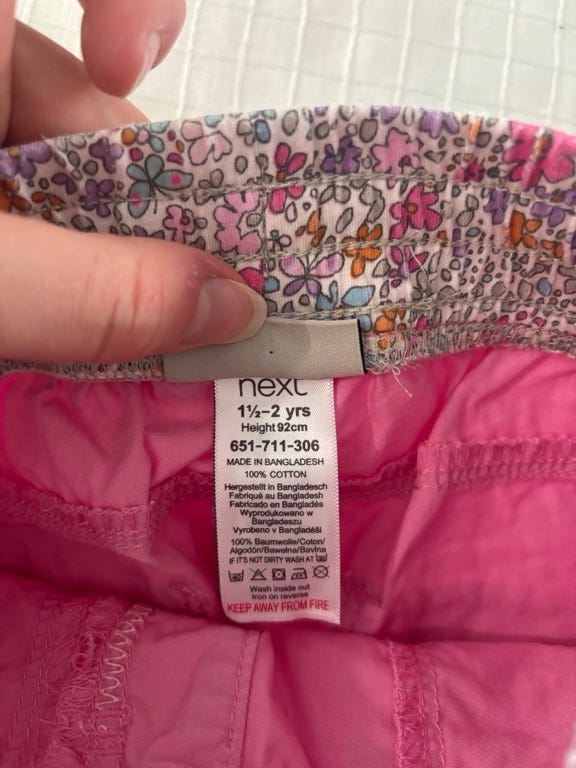 next
1½-2 yrs
Height 92cm
651-711-306
MADE IN BANGLADESH
100% COTTON
Hergestellt in Bangladesch
Fabriqué au Bangladesh
Fabricado en Bangladés
Wyprodukowano w
Bangladeszu
Vyrobeno v Bangladéši
100% Baumwolle/Coton/
Algodón/Bawełna/Bavlna
IF IT'S NOT DIRTY WASH AT 30
40
Wash inside out
Iron on reverse
KEEP AWAY FROM FIRE